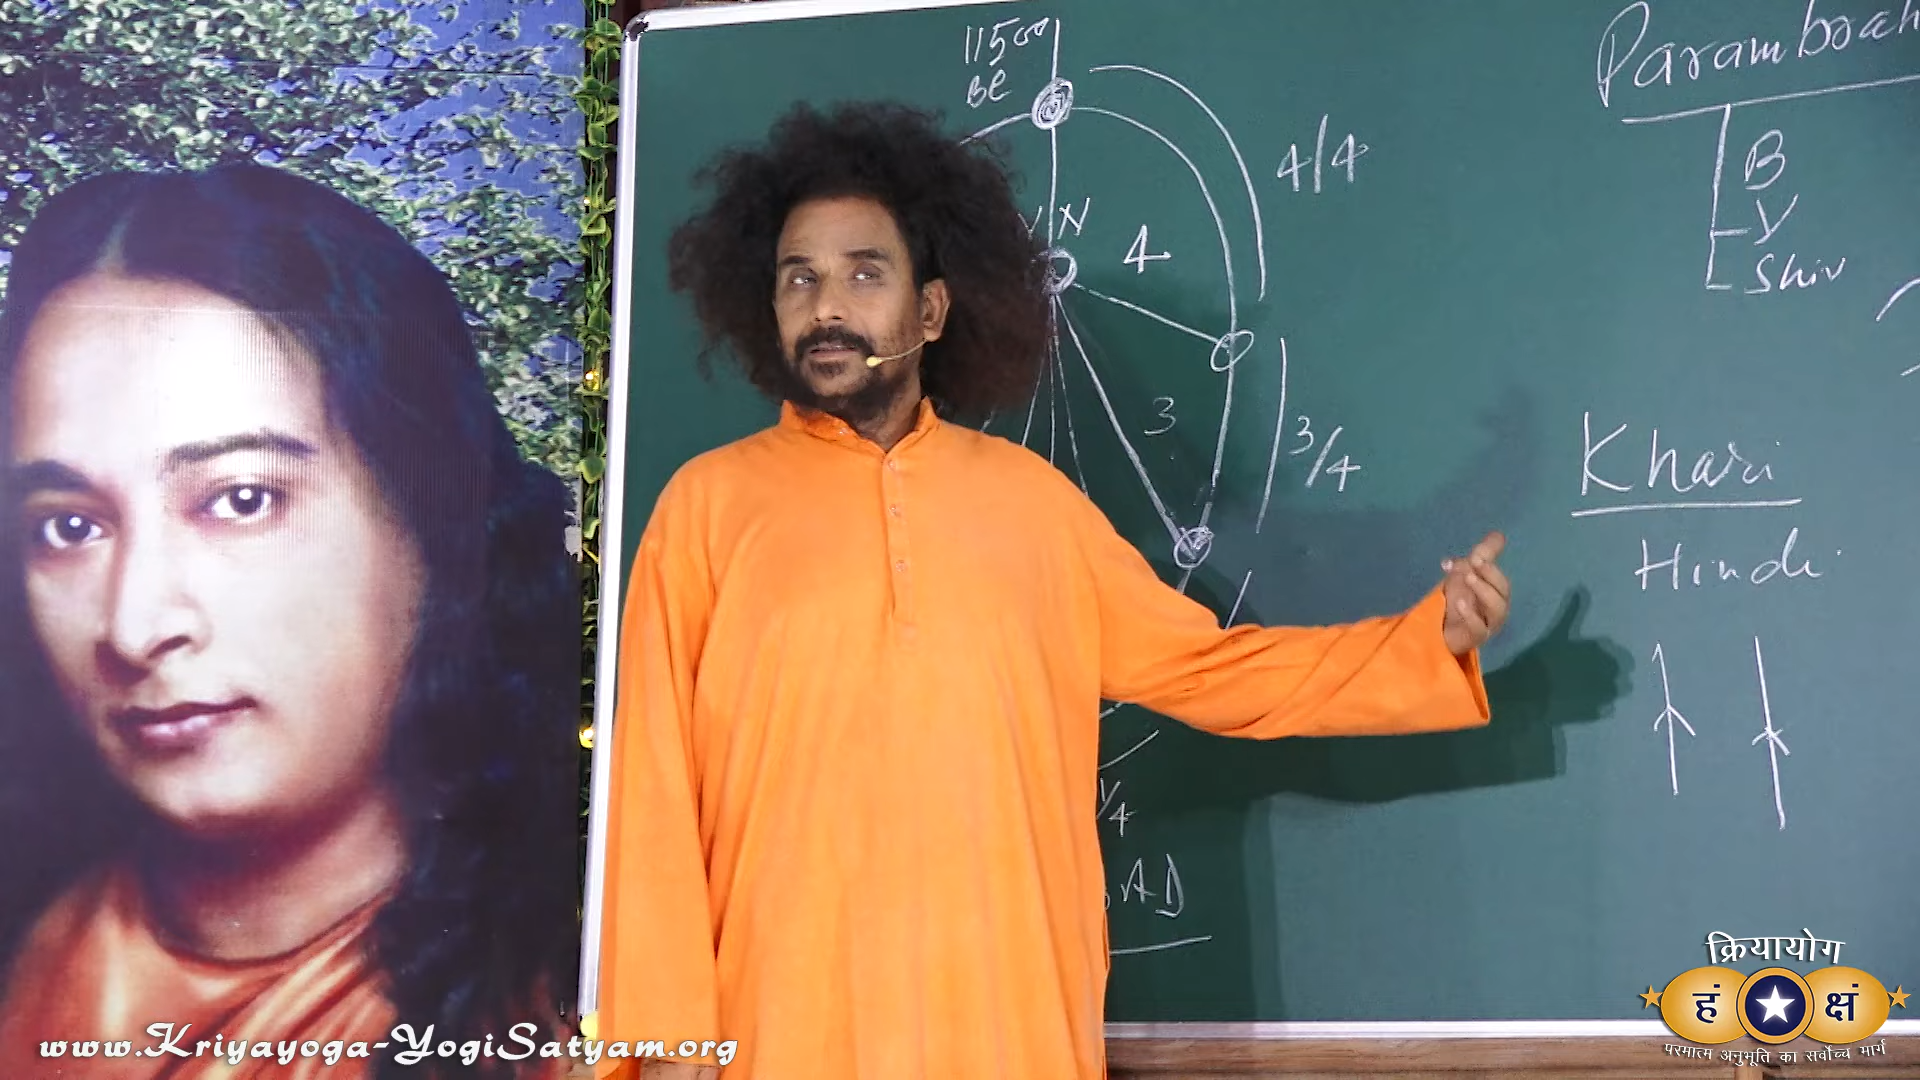 11500
BC
N
4
4/4
3
3/4
1/4
AD
B
V
Shiv
Khari
Hindi
www.Kriyayoga-YogiSatyam.org
क्रियायोग
हं क्षं
परमात्म अनुभूति का सर्वोच्च मार्ग